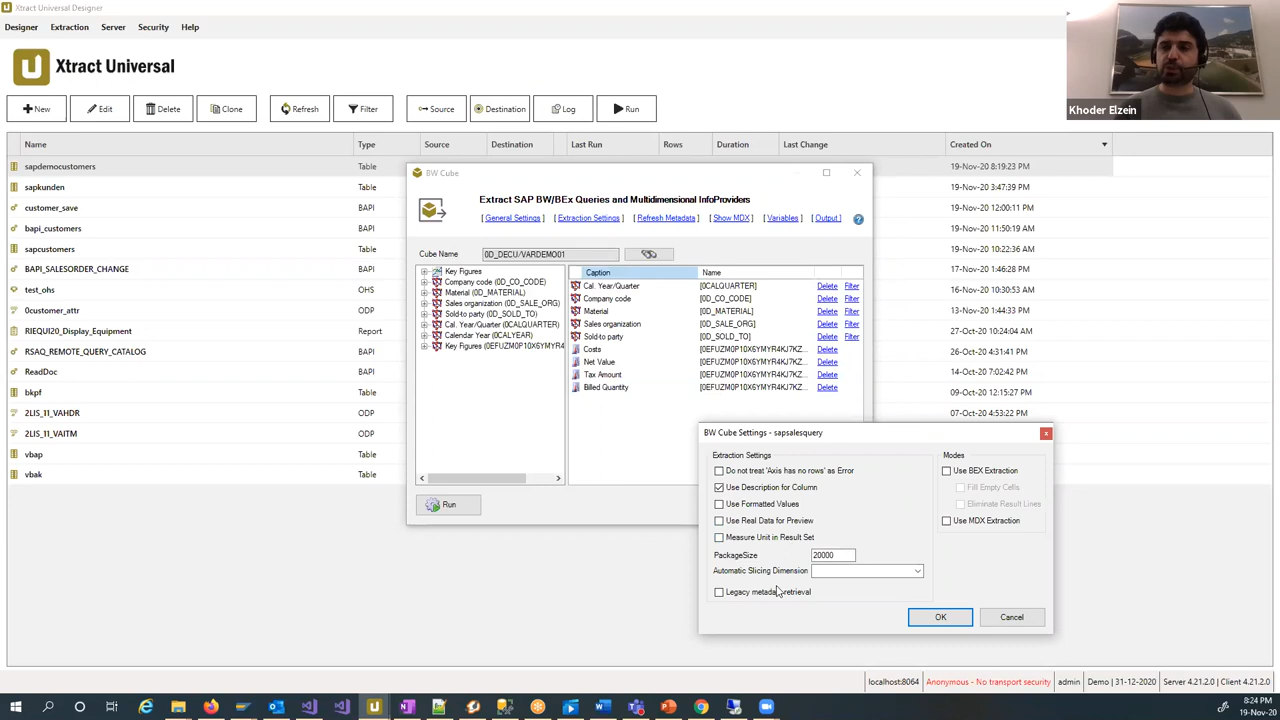 Xtract Universal Designer
Designer Extraction Server Security Help
Xtract Universal
New Edit Delete Clone Refresh Filter Source Destination Log Run
Khoder Elzein
Name Type Source Destination Last Run Rows Duration Last Change Created On
sapdemocustomers Table 19-Nov-20 8:19:23 PM
sapkunden Table 19-Nov-20 3:47:39 PM
customer_save BAPI 19-Nov-20 12:00:11 PM
bapi_customers BAPI 19-Nov-20 11:50:19 AM
sapcustomers Table 19-Nov-20 10:22:36 AM
BAPI_SALESORDER_CHANGE BAPI 17-Nov-20 1:46:28 PM
test_ohs OHS 16-Nov-20 10:30:53 AM
0customer_attr ODP 13-Nov-20 1:44:33 PM
RIEQUI20_Display_Equipment Report 27-Oct-20 10:24:04 AM
RSAQ_REMOTE_QUERY_CATALOG BAPI 26-Oct-20 4:31:41 PM
ReadDoc BAPI 14-Oct-20 7:02:42 PM
bkpf Table 09-Oct-20 12:15:27 PM
2LIS_11_VAHDR ODP 07-Oct-20 4:53:22 PM
2LIS_11_VAITM ODP
vbap Table
vbak Table
BW Cube
Extract SAP BW/BEx Queries and Multidimensional InfoProviders
[ General Settings ] [ Extraction Settings ] [ Refresh Metadata ] [ Show MDX ] [ Variables ] [ Output ]
Cube Name 0D_DECU/VARDEMO01
Key Figures
Company code (0D_CO_CODE)
Material (0D_MATERIAL)
Sales organization (0D_SALE_ORG)
Sold-to party (0D_SOLD_TO)
Cal. Year/Quarter (0CALQUARTER)
Calendar Year (0CALYEAR)
Key Figures (0EFUZM0P10X6YMYR4
Caption Name
Cal. Year/Quarter [0CALQUARTER] Delete Filter
Company code [0D_CO_CODE] Delete Filter
Material [0D_MATERIAL] Delete Filter
Sales organization [0D_SALE_ORG] Delete Filter
Sold-to party [0D_SOLD_TO] Delete Filter
Costs [0EFUZM0P10X6YMYR4KJ7KZ... Delete
Net Value [0EFUZM0P10X6YMYR4KJ7KZ... Delete
Tax Amount [0EFUZM0P10X6YMYR4KJ7KZ... Delete
Billed Quantity [0EFUZM0P10X6YMYR4KJ7KZ... Delete
Run
BW Cube Settings - sapsalesquery
Extraction Settings
Do not treat 'Axis has no rows' as Error
Use Description for Column
Use Formatted Values
Use Real Data for Preview
Measure Unit in Result Set
PackageSize 20000
Automatic Slicing Dimension
Legacy metadata retrieval
Modes
Use BEX Extraction
Fill Empty Cells
Eliminate Result Lines
Use MDX Extraction
OK Cancel
localhost:8064 Anonymous - No transport security admin Demo | 31-12-2020 Server 4.21.2.0 | Client 4.21.2.0
8:24 PM
19-Nov-20